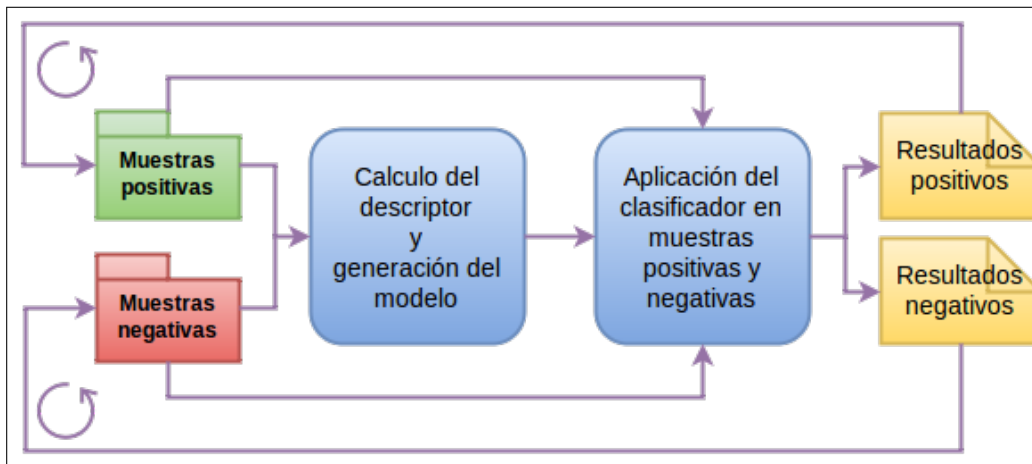 Muestras
positivas
Muestras
negativas
Calculo del
descriptor
y
generación del
modelo
Aplicación del
clasificador en
muestras
positivas y
negativas
Resultados
positivos
Resultados
negativos